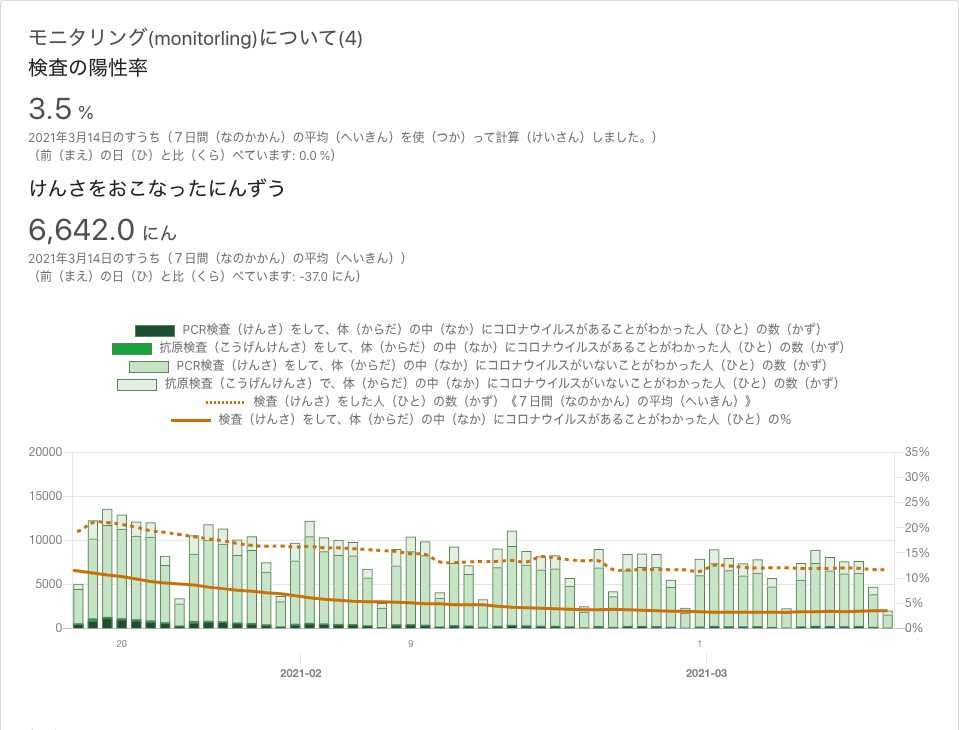 モニタリング(monitorling)について(4)
検査の陽性率
3.5 %
2021年3月14日のすうち（７日間（なのかかん）の平均（へいきん）を使（つか）って計算（けいさん）しました。）
（前（まえ）の日（ひ）と比（くら）べています: 0.0 %）
けんさをおこなったにんずう
6,642.0 にん
2021年3月14日のすうち（７日間（なのかかん）の平均（へいきん））
（前（まえ）の日（ひ）と比（くら）べています: -37.0 にん）
PCR検査（けんさ）をして、体（からだ）の中（なか）にコロナウイルスがあることがわかった人（ひと）の数（かず）
抗原検査（こうげんけんさ）をして、体（からだ）の中（なか）にコロナウイルスがあることがわかった人（ひと）の数（かず）
PCR検査（けんさ）をして、体（からだ）の中（なか）にコロナウイルスがいないことがわかった人（ひと）の数（かず）
抗原検査（こうげんけんさ）で、体（からだ）の中（なか）にコロナウイルスがいないことがわかった人（ひと）の数（かず）
検査（けんさ）をした人（ひと）の数（かず）《７日間（なのかかん）の平均（へいきん）》
検査（けんさ）をして、体（からだ）の中（なか）にコロナウイルスがあることがわかった人（ひと）の%
20000 35%
30%
15000 25%
20%
10000 15%
10%
5000 5%
0 0%
20 9 1
2021-02 2021-03